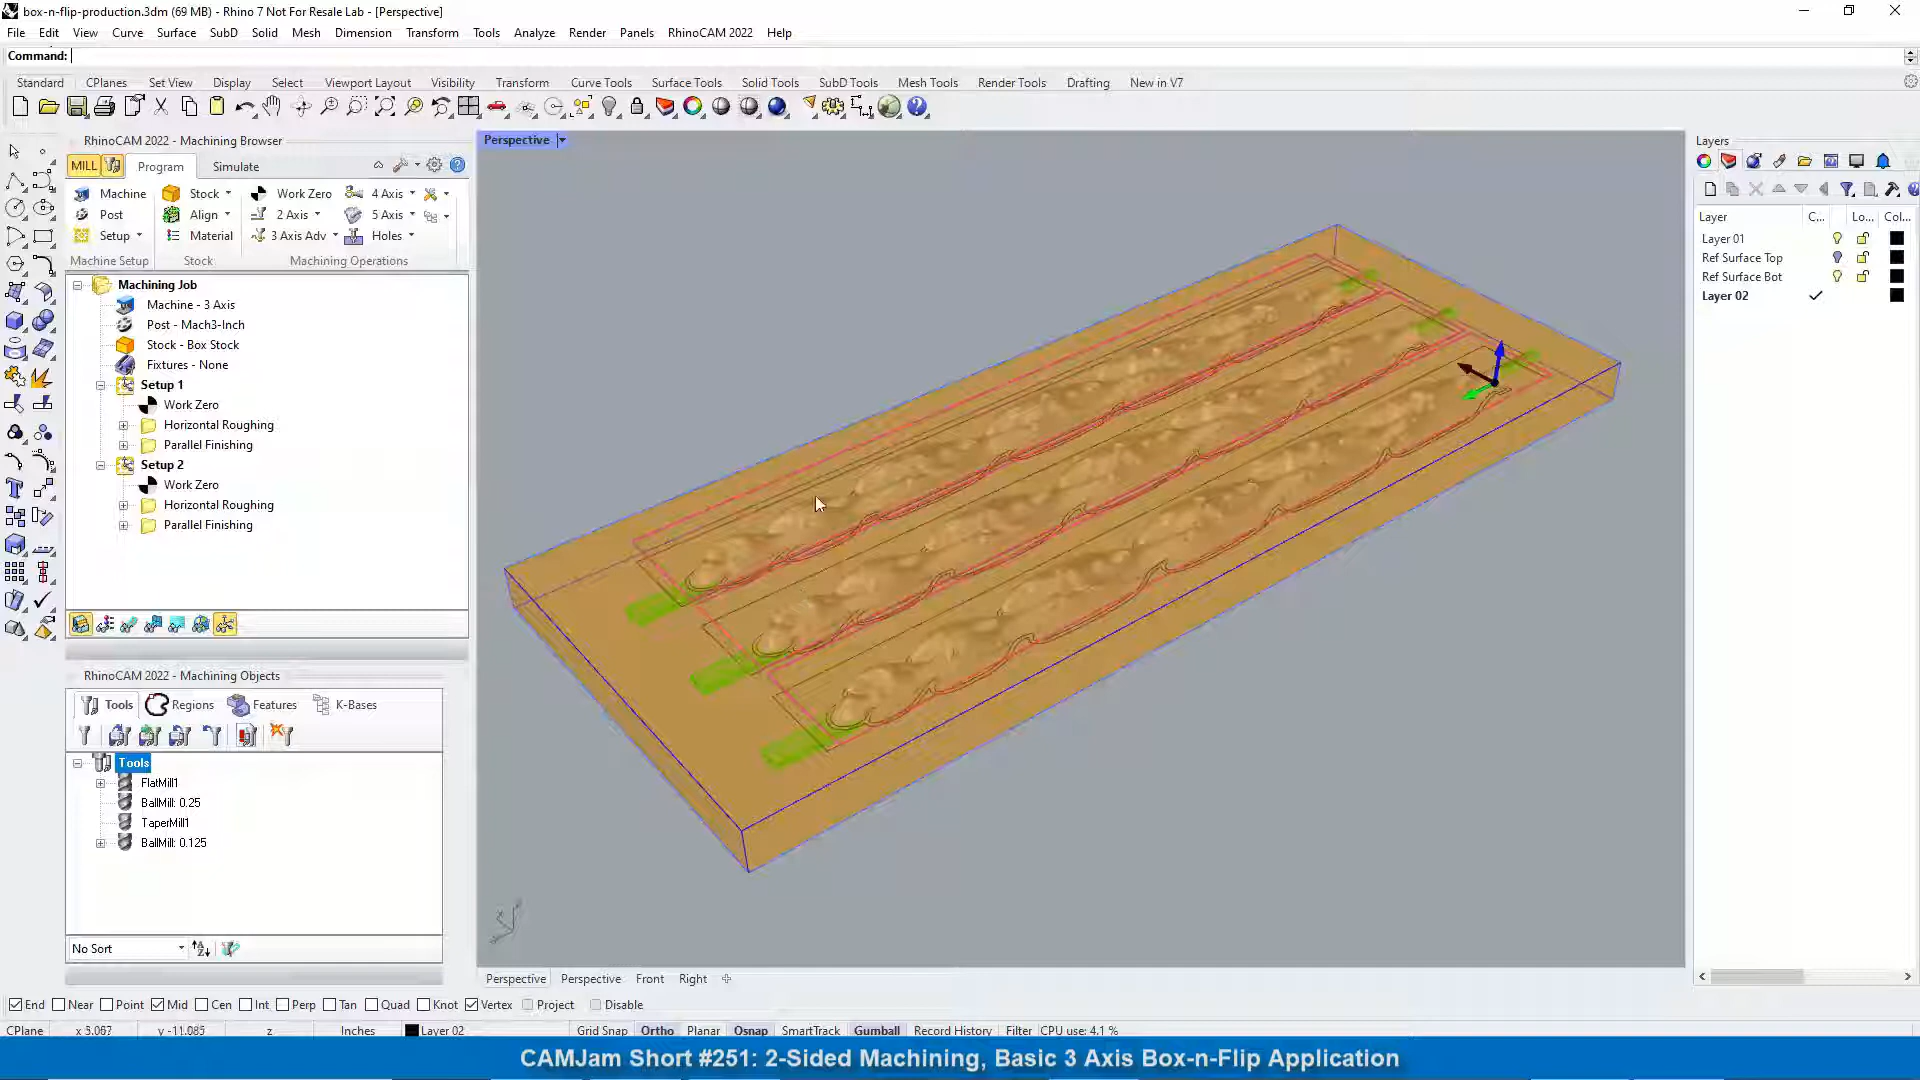 box-n-flip-production.3dm (69 MB) - Rhino 7 Not For Resale Lab - [Perspective]
File Edit View Curve Surface SubD Solid Mesh Dimension Transform Tools Analyze Render Panels RhinoCAM 2022 Help
Command:
Standard CPlanes Set View Display Select Viewport Layout Visibility Transform Curve Tools Surface Tools Solid Tools SubD Tools Mesh Tools Render Tools Drafting New in V7
RhinoCAM 2022 - Machining Browser
MILL Program Simulate
Machine Stock Work Zero 4 Axis
Post Align 2 Axis 5 Axis
Setup Material 3 Axis Adv Holes
Machine Setup Stock Machining Operations
Machining Job
Machine - 3 Axis
Post - Mach3-Inch
Stock - Box Stock
Fixtures - None
Setup 1
Work Zero
Horizontal Roughing
Parallel Finishing
Setup 2
Work Zero
Horizontal Roughing
Parallel Finishing
RhinoCAM 2022 - Machining Objects
Tools Regions Features K-Bases
Tools
FlatMill1
BallMill: 0.25
TaperMill1
BallMill: 0.125
No Sort
Perspective
Perspective Perspective Front Right
Layers
Layer C... Lo... Col...
Layer 01
Ref Surface Top
Ref Surface Bot
Layer 02
End Near Point Mid Cen Int Perp Tan Quad Knot Vertex Project Disable
CPlane x 3.067 y -11.085 z Inches Layer 02 Grid Snap Ortho Planar Osnap SmartTrack Gumball Record History Filter CPU use: 4.1 %
CAMJam Short #251: 2-Sided Machining, Basic 3 Axis Box-n-Flip Application